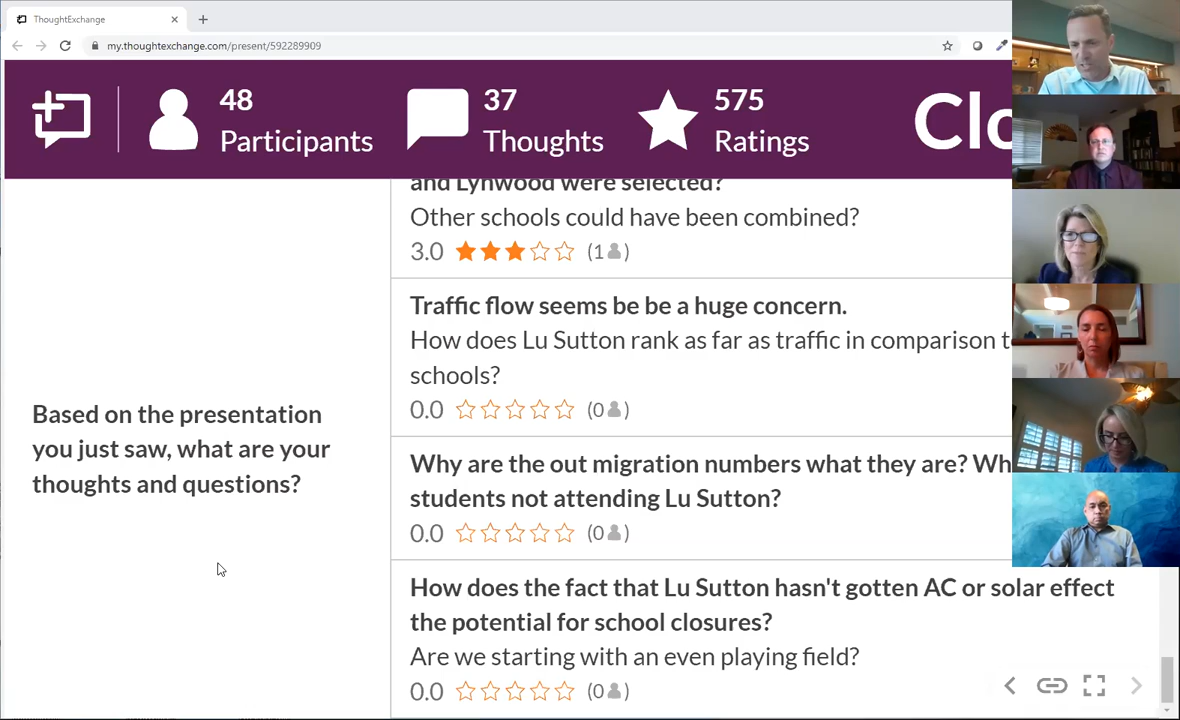 ThoughtExchange
my.thoughtexchange.com/present/592289909
48
Participants
37
Thoughts
575
Ratings
Clo
and Lynwood were selected?
Other schools could have been combined?
3.0 (1)
Traffic flow seems be be a huge concern.
How does Lu Sutton rank as far as traffic in comparison t
schools?
0.0 (0)
Why are the out migration numbers what they are? Wh
students not attending Lu Sutton?
0.0 (0)
How does the fact that Lu Sutton hasn't gotten AC or solar effect
the potential for school closures?
Are we starting with an even playing field?
0.0 (0)
Based on the presentation
you just saw, what are your
thoughts and questions?